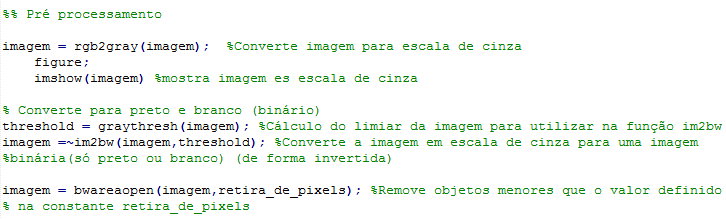 %% Pré processamento
imagem = rgb2gray(imagem);  %Converte imagem para escala de cinza
    figure;
    imshow(imagem) %mostra imagem es escala de cinza
% Converte para preto e branco (binário)
threshold = graythresh(imagem); %Cálculo do limiar da imagem para utilizar na função im2bw
imagem =~im2bw(imagem,threshold); %Converte a imagem em escala de cinza para uma imagem
%binária(só preto ou branco) (de forma invertida)
imagem = bwareaopen(imagem,retira_de_pixels); %Remove objetos menores que o valor definido
% na constante retira_de_pixels